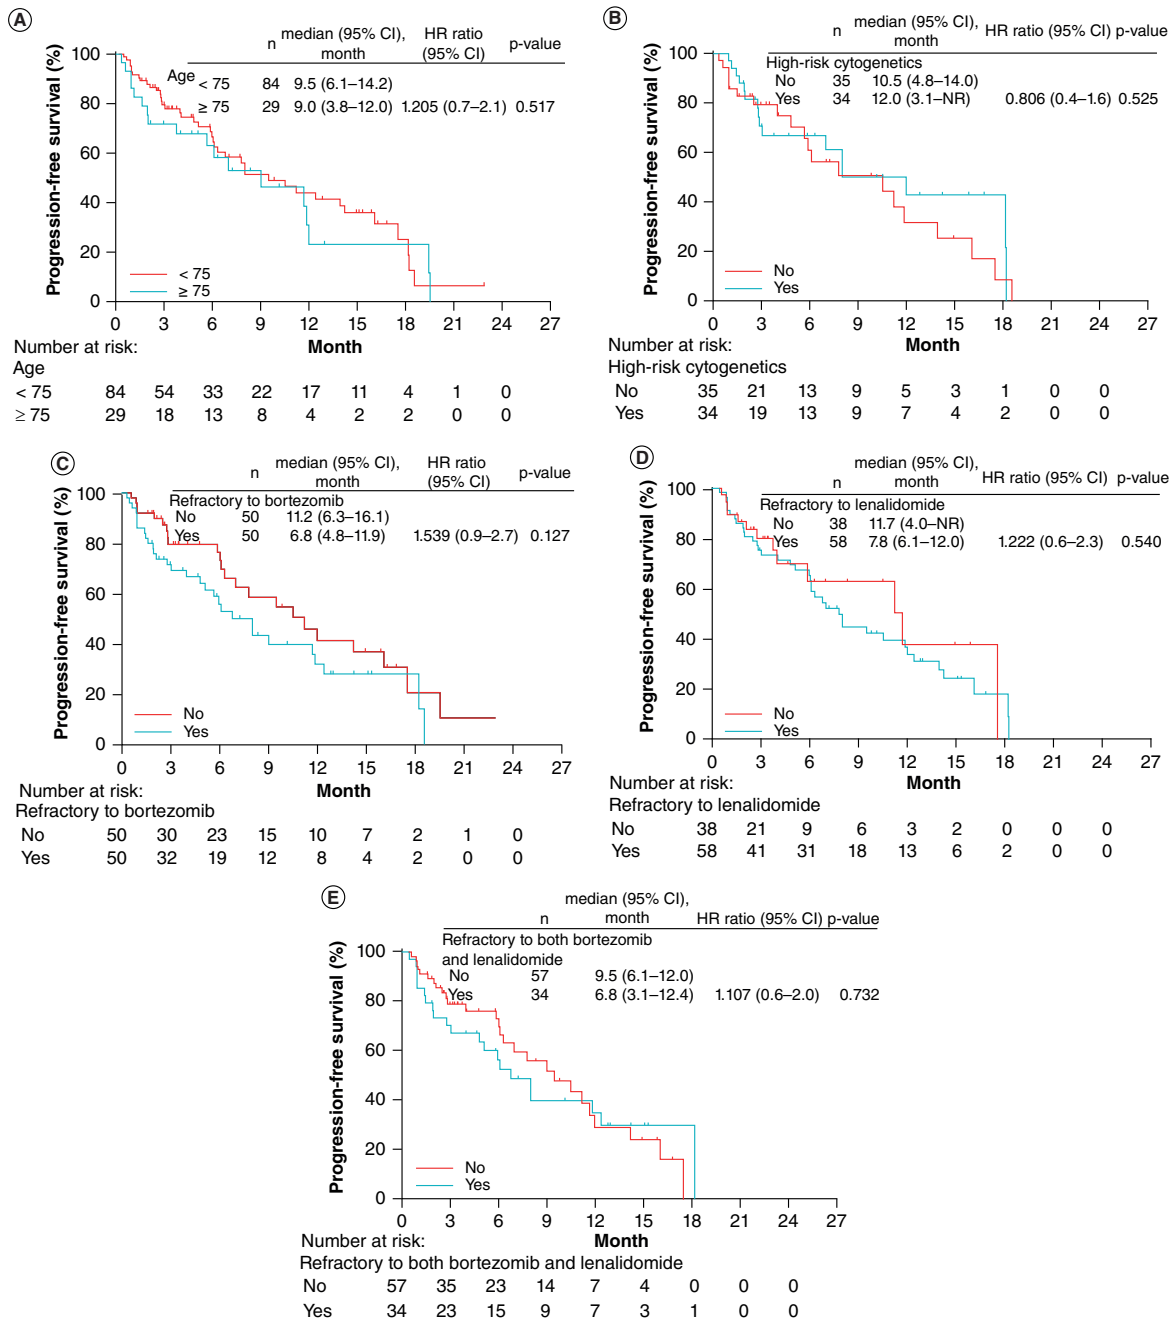 A
n median (95% CI), month HR ratio (95% CI) p-value
Age
< 75 84 9.5 (6.1–14.2)
≥ 75 29 9.0 (3.8–12.0) 1.205 (0.7–2.1) 0.517
Progression-free survival (%)
100
80
60
40
20
0
< 75
≥ 75
0 3 6 9 12 15 18 21 24 27
Number at risk: Month
Age
< 75 84 54 33 22 17 11 4 1 0
≥ 75 29 18 13 8 4 2 2 0 0
B
n median (95% CI), month HR ratio (95% CI) p-value
High-risk cytogenetics
No 35 10.5 (4.8–14.0)
Yes 34 12.0 (3.1–NR) 0.806 (0.4–1.6) 0.525
Progression-free survival (%)
100
80
60
40
20
0
No
Yes
0 3 6 9 12 15 18 21 24 27
Number at risk: Month
High-risk cytogenetics
No 35 21 13 9 5 3 1 0 0
Yes 34 19 13 9 7 4 2 0 0
C
n median (95% CI), month HR ratio (95% CI) p-value
Refractory to bortezomib
No 50 11.2 (6.3–16.1)
Yes 50 6.8 (4.8–11.9) 1.539 (0.9–2.7) 0.127
Progression-free survival (%)
100
80
60
40
20
0
No
Yes
0 3 6 9 12 15 18 21 24 27
Number at risk: Month
Refractory to bortezomib
No 50 30 23 15 10 7 2 1 0
Yes 50 32 19 12 8 4 2 0 0
D
n median (95% CI), month HR ratio (95% CI) p-value
Refractory to lenalidomide
No 38 11.7 (4.0–NR)
Yes 58 7.8 (6.1–12.0) 1.222 (0.6–2.3) 0.540
Progression-free survival (%)
100
80
60
40
20
0
No
Yes
0 3 6 9 12 15 18 21 24 27
Number at risk: Month
Refractory to lenalidomide
No 38 21 9 6 3 2 0 0 0
Yes 58 41 31 18 13 6 2 0 0
E
n median (95% CI), month HR ratio (95% CI) p-value
Refractory to both bortezomib
and lenalidomide
No 57 9.5 (6.1–12.0)
Yes 34 6.8 (3.1–12.4) 1.107 (0.6–2.0) 0.732
Progression-free survival (%)
100
80
60
40
20
0
No
Yes
0 3 6 9 12 15 18 21 24 27
Number at risk: Month
Refractory to both bortezomib and lenalidomide
No 57 35 23 14 7 4 0 0 0
Yes 34 23 15 9 7 3 1 0 0